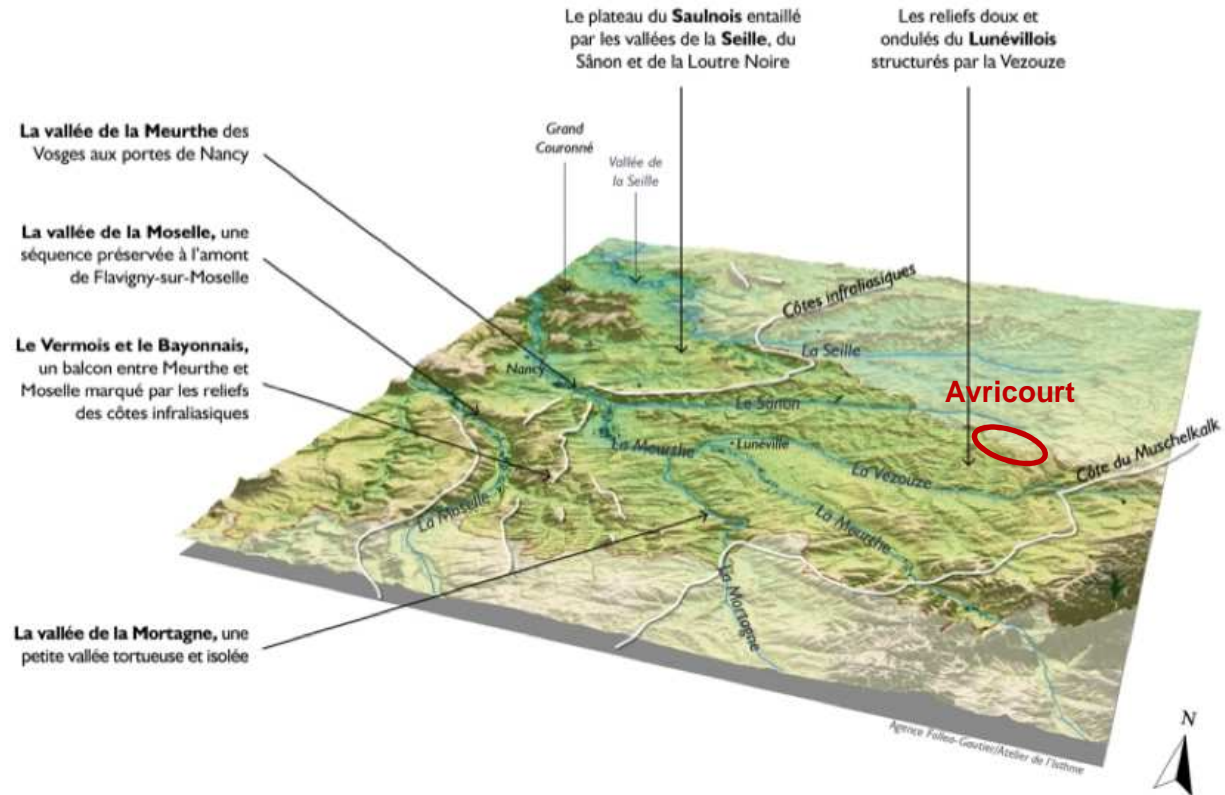 Le plateau du Saulnois entaillé
par les vallées de la Seille, du
Sânon et de la Loutre Noire
Les reliefs doux et
ondulés du Lunévillois
structurés par la Vezouze
La vallée de la Meurthe des
Vosges aux portes de Nancy
Grand
Couronné
Vallée de
la Seille
La vallée de la Moselle, une
séquence préservée à l'amont
de Flavigny-sur-Moselle
Côtes infraliasiques
Le Vermois et le Bayonnais,
un balcon entre Meurthe et
Moselle marqué par les reliefs
des côtes infraliasiques
La Seille
Nancy
Avricourt
Le Sânon
La Meurthe
Lunéville
Côte du Muschelkalk
La Vezouze
La Moselle
La Meurthe
La Mortagne
La vallée de la Mortagne, une
petite vallée tortueuse et isolée
N
Agence Folléa-Gautier/Atelier de l'Isthme